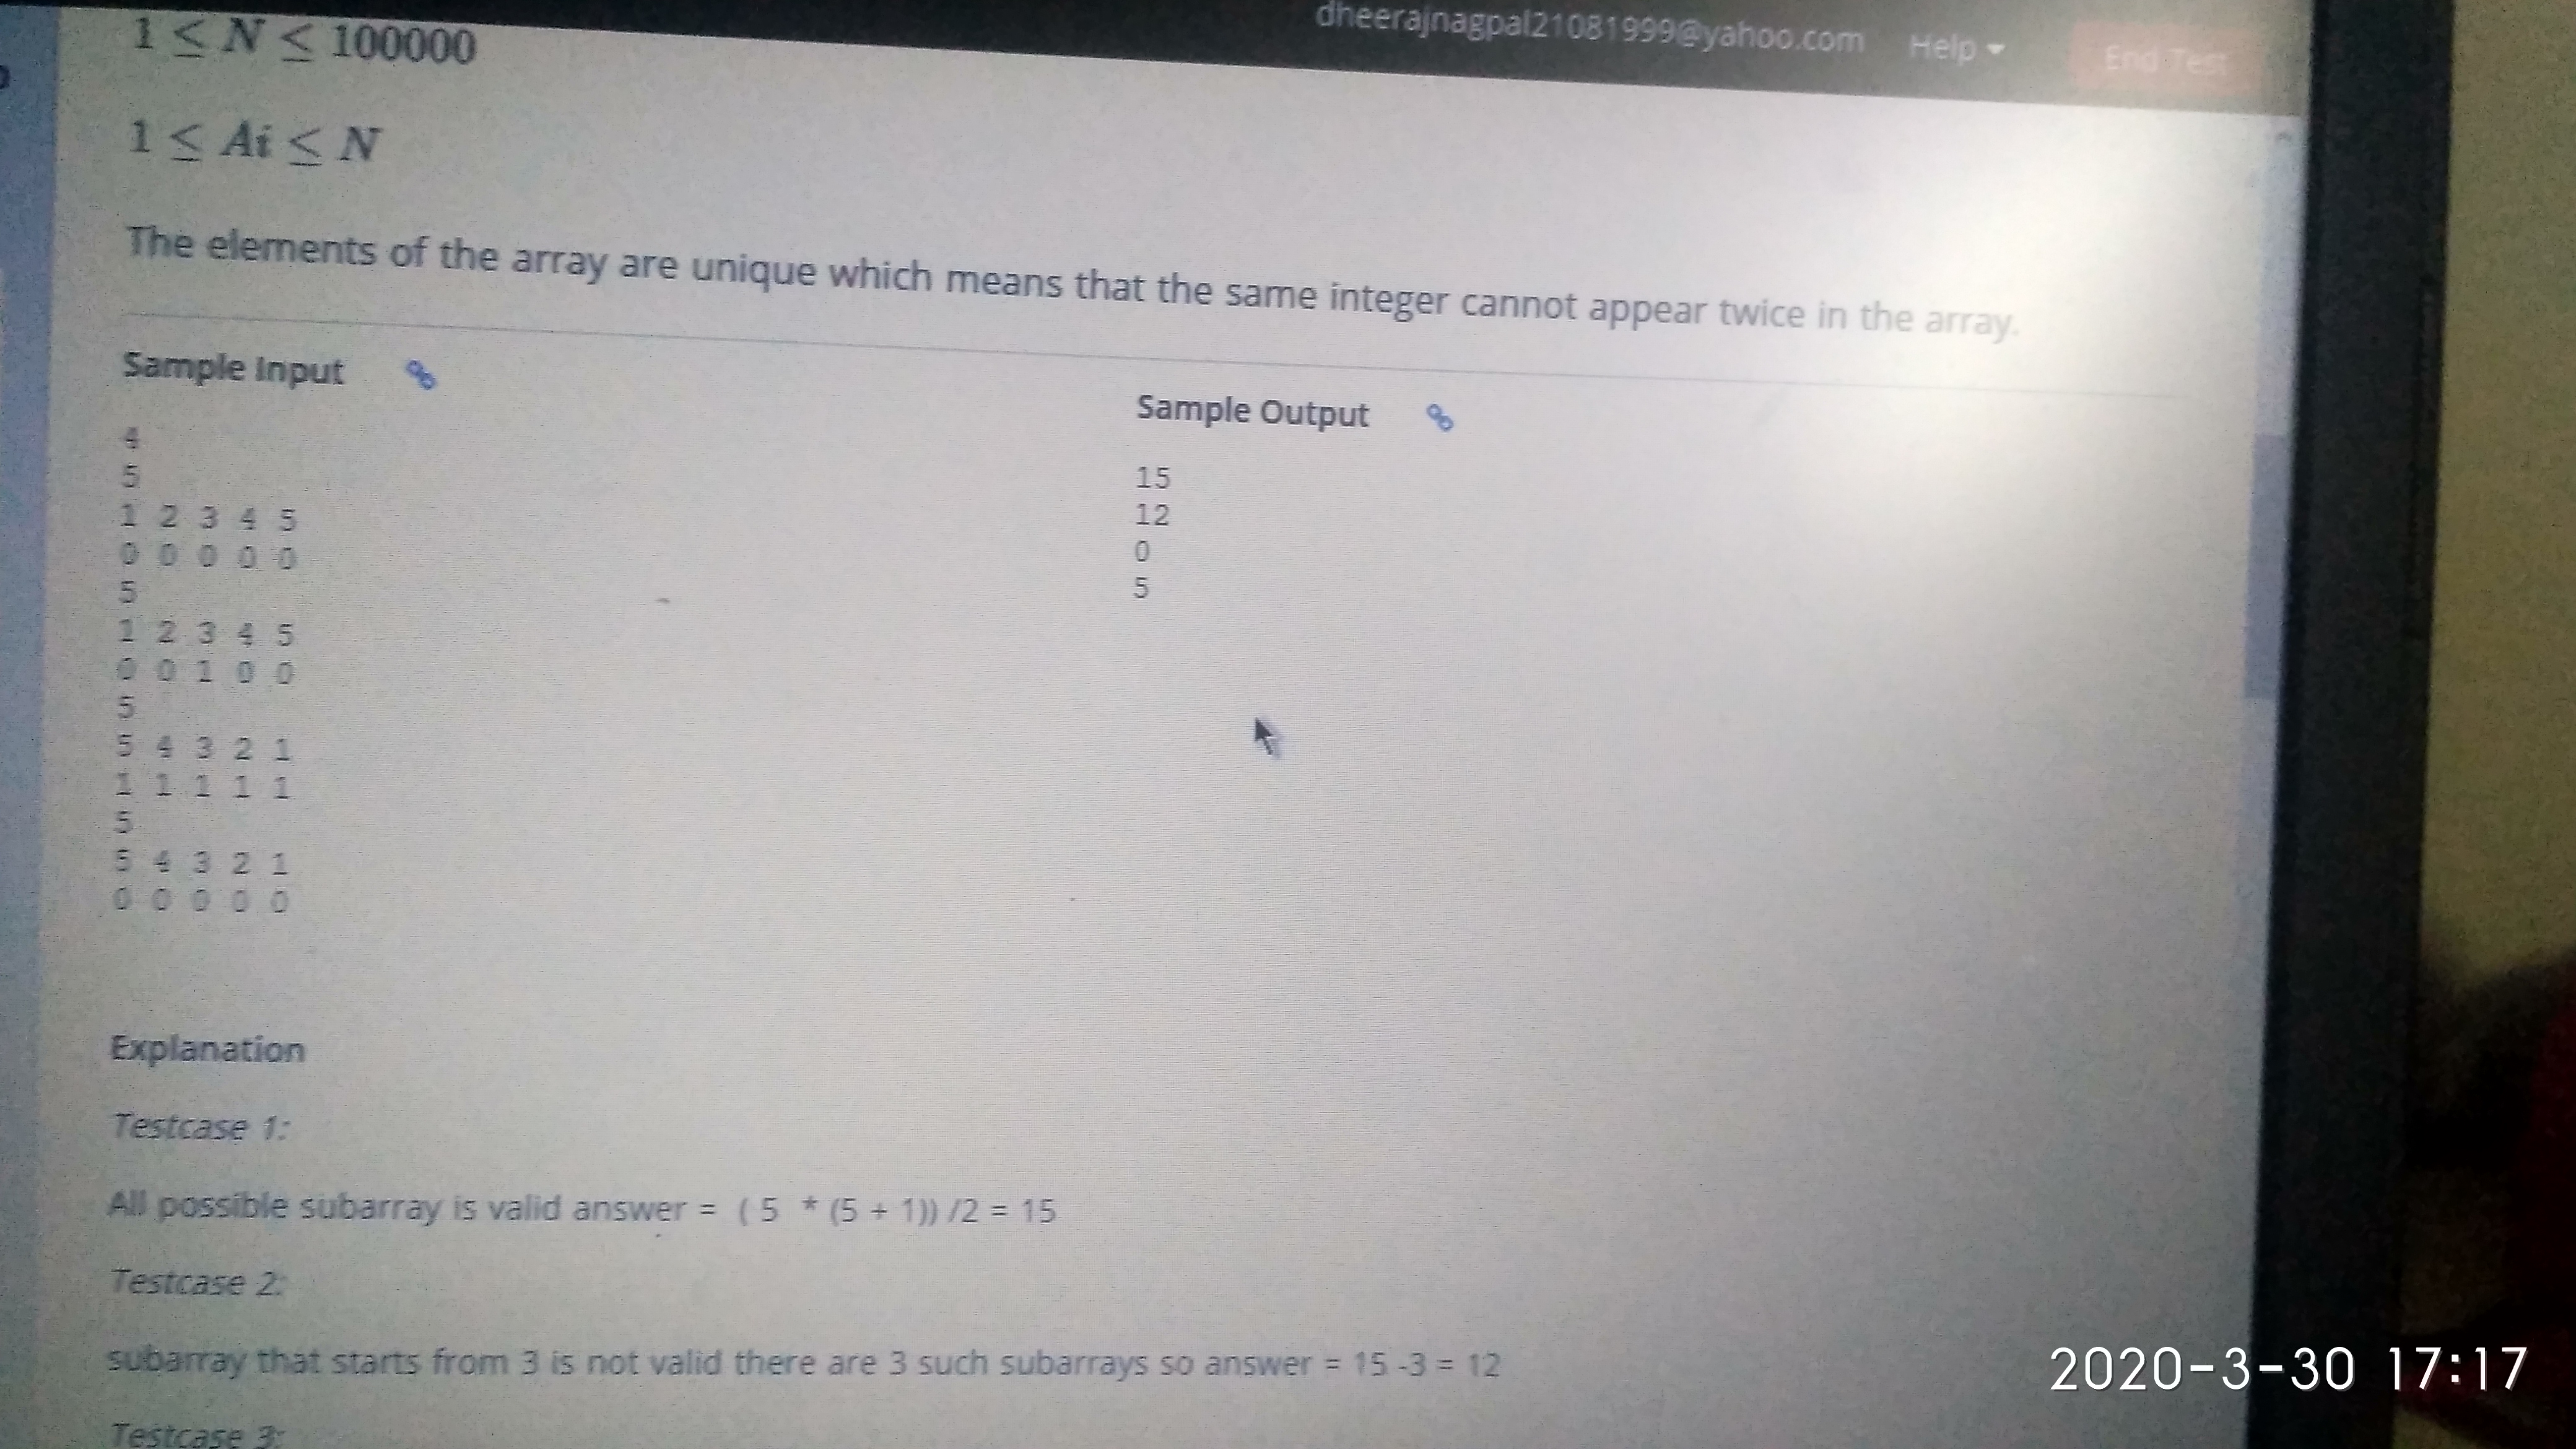 dheerajnagpal21081999@yahoo.com Help End Test
1 ≤ N ≤ 100000
1 ≤ Ai ≤ N
The elements of the array are unique which means that the same integer cannot appear twice in the array.
Sample Input
4
5
1 2 3 4 5
0 0 0 0 0
5
1 2 3 4 5
0 0 1 0 0
5
5 4 3 2 1
1 1 1 1 1
5
5 4 3 2 1
0 0 0 0 0
Sample Output
15
12
0
5
Explanation
Testcase 1:
All possible subarray is valid answer = ( 5 * (5 + 1)) /2 = 15
Testcase 2:
subarray that starts from 3 is not valid there are 3 such subarrays so answer = 15 -3 = 12
Testcase 3:
2020-3-30 17:17